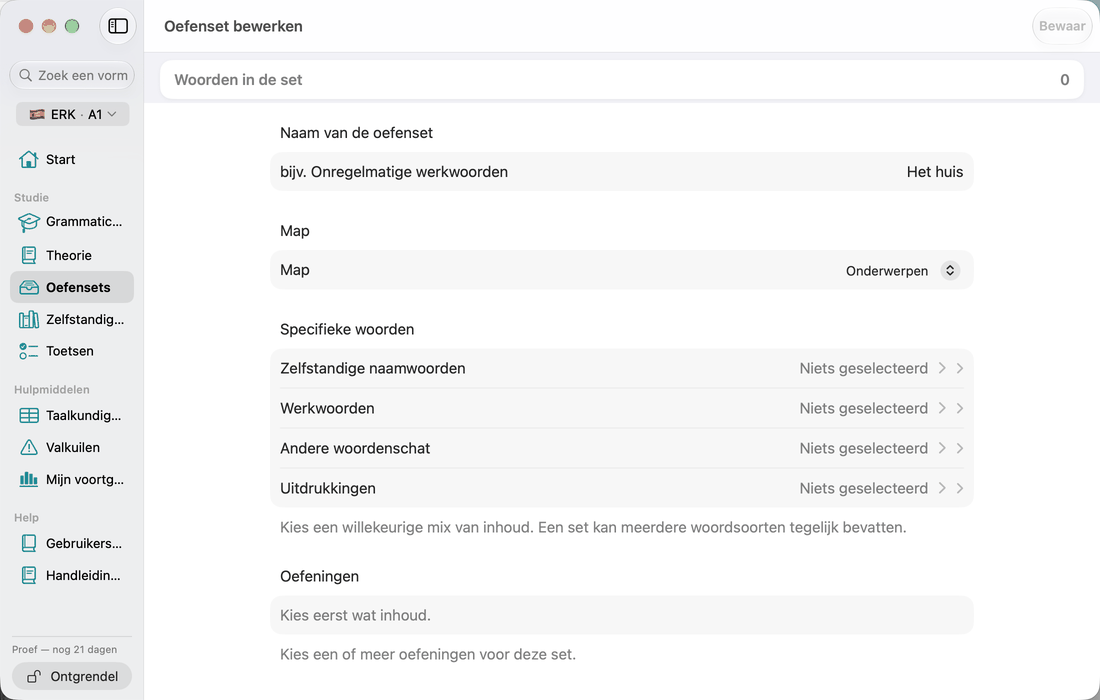 Oefenset bewerken
Bewaar
Zoek een vorm
Woorden in de set
0
ERK · A1
Start
Studie
Grammatic...
Theorie
Oefensets
Zelfstandig...
Toetsen
Hulpmiddelen
Taalkundig...
Valkuilen
Mijn voortg...
Help
Gebruikers...
Handleidin...
Proef — nog 21 dagen
Ontgrendel
Naam van de oefenset
bijv. Onregelmatige werkwoorden
Het huis
Map
Map
Onderwerpen
Specifieke woorden
Zelfstandige naamwoorden
Niets geselecteerd
Werkwoorden
Niets geselecteerd
Andere woordenschat
Niets geselecteerd
Uitdrukkingen
Niets geselecteerd
Kies een willekeurige mix van inhoud. Een set kan meerdere woordsoorten tegelijk bevatten.
Oefeningen
Kies eerst wat inhoud.
Kies een of meer oefeningen voor deze set.